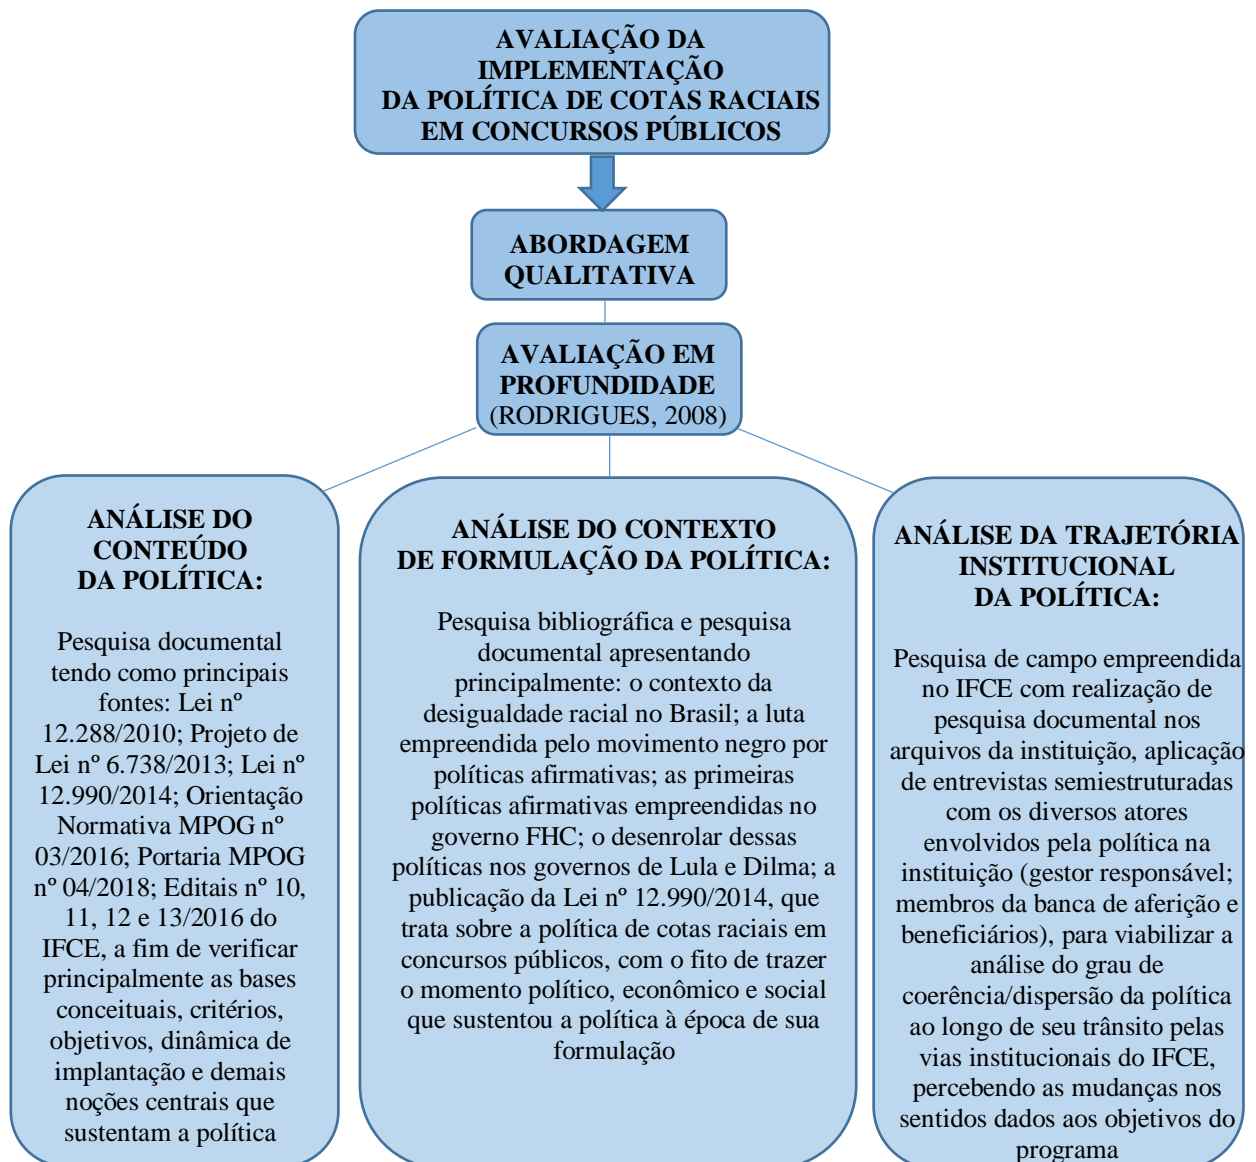 AVALIAÇÃO DA
IMPLEMENTAÇÃO
DA POLÍTICA DE COTAS RACIAIS
EM CONCURSOS PÚBLICOS
ABORDAGEM
QUALITATIVA
AVALIAÇÃO EM
PROFUNDIDADE
(RODRIGUES, 2008)
ANÁLISE DO
CONTEÚDO
DA POLÍTICA:
Pesquisa documental
tendo como principais
fontes: Lei nº
12.288/2010; Projeto de
Lei nº 6.738/2013; Lei nº
12.990/2014; Orientação
Normativa MPOG nº
03/2016; Portaria MPOG
nº 04/2018; Editais nº 10,
11, 12 e 13/2016 do
IFCE, a fim de verificar
principalmente as bases
conceituais, critérios,
objetivos, dinâmica de
implantação e demais
noções centrais que
sustentam a política
ANÁLISE DO CONTEXTO
DE FORMULAÇÃO DA POLÍTICA:
Pesquisa bibliográfica e pesquisa
documental apresentando
principalmente: o contexto da
desigualdade racial no Brasil; a luta
empreendida pelo movimento negro por
políticas afirmativas; as primeiras
políticas afirmativas empreendidas no
governo FHC; o desenrolar dessas
políticas nos governos de Lula e Dilma; a
publicação da Lei nº 12.990/2014, que
trata sobre a política de cotas raciais em
concursos públicos, com o fito de trazer
o momento político, econômico e social
que sustentou a política à época de sua
formulação
ANÁLISE DA TRAJETÓRIA
INSTITUCIONAL
DA POLÍTICA:
Pesquisa de campo empreendida
no IFCE com realização de
pesquisa documental nos
arquivos da instituição, aplicação
de entrevistas semiestruturadas
com os diversos atores
envolvidos pela política na
instituição (gestor responsável;
membros da banca de aferição e
beneficiários), para viabilizar a
análise do grau de
coerência/dispersão da política
ao longo de seu trânsito pelas
vias institucionais do IFCE,
percebendo as mudanças nos
sentidos dados aos objetivos do
programa